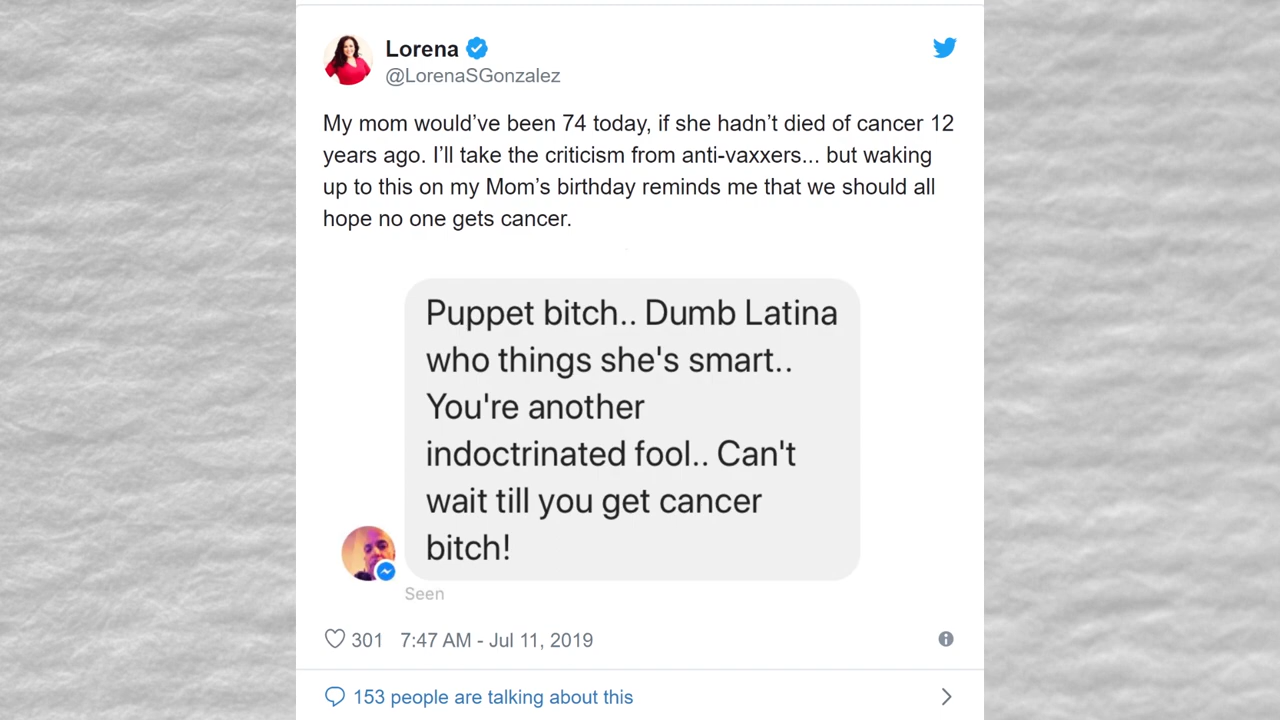 Lorena
@LorenaSGonzalez
My mom would’ve been 74 today, if she hadn’t died of cancer 12
years ago. I’ll take the criticism from anti-vaxxers... but waking
up to this on my Mom’s birthday reminds me that we should all
hope no one gets cancer.
Puppet bitch.. Dumb Latina
who things she's smart..
You're another
indoctrinated fool.. Can't
wait till you get cancer
bitch!
Seen
301 7:47 AM - Jul 11, 2019
153 people are talking about this